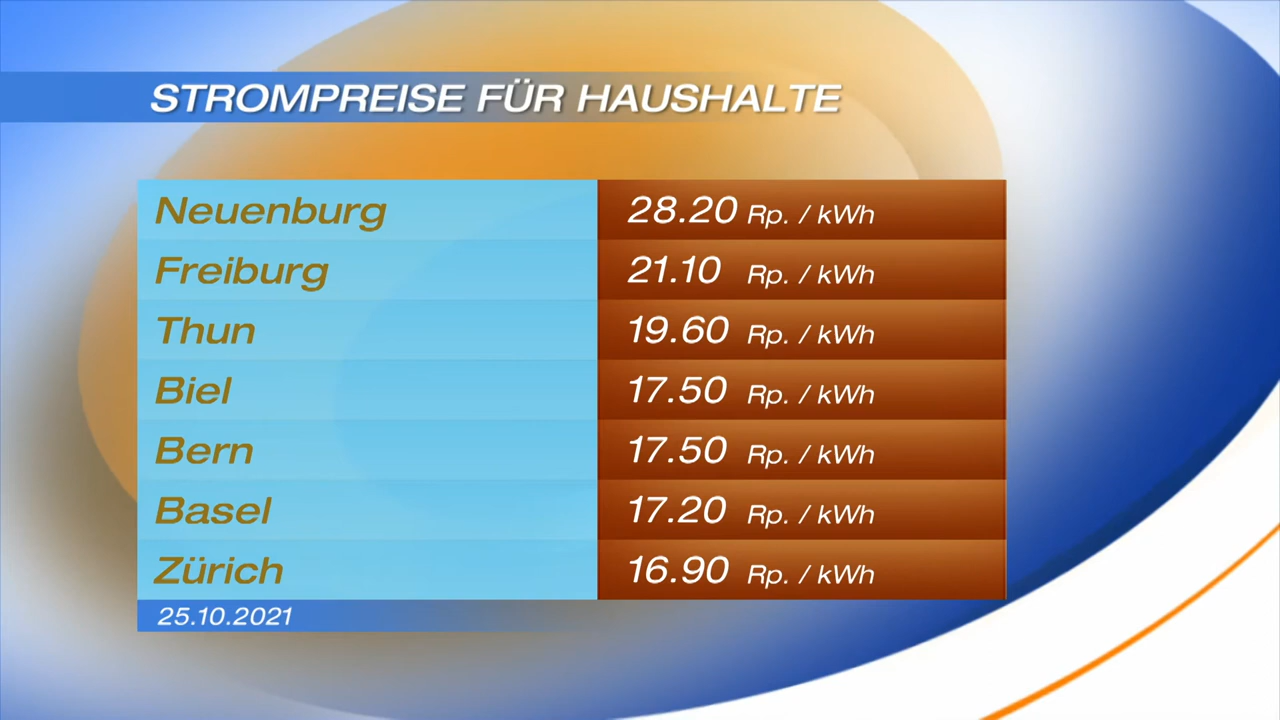 STROMPREISE FÜR HAUSHALTE
Neuenburg 28.20 Rp. / kWh
Freiburg 21.10 Rp. / kWh
Thun 19.60 Rp. / kWh
Biel 17.50 Rp. / kWh
Bern 17.50 Rp. / kWh
Basel 17.20 Rp. / kWh
Zürich 16.90 Rp. / kWh
25.10.2021